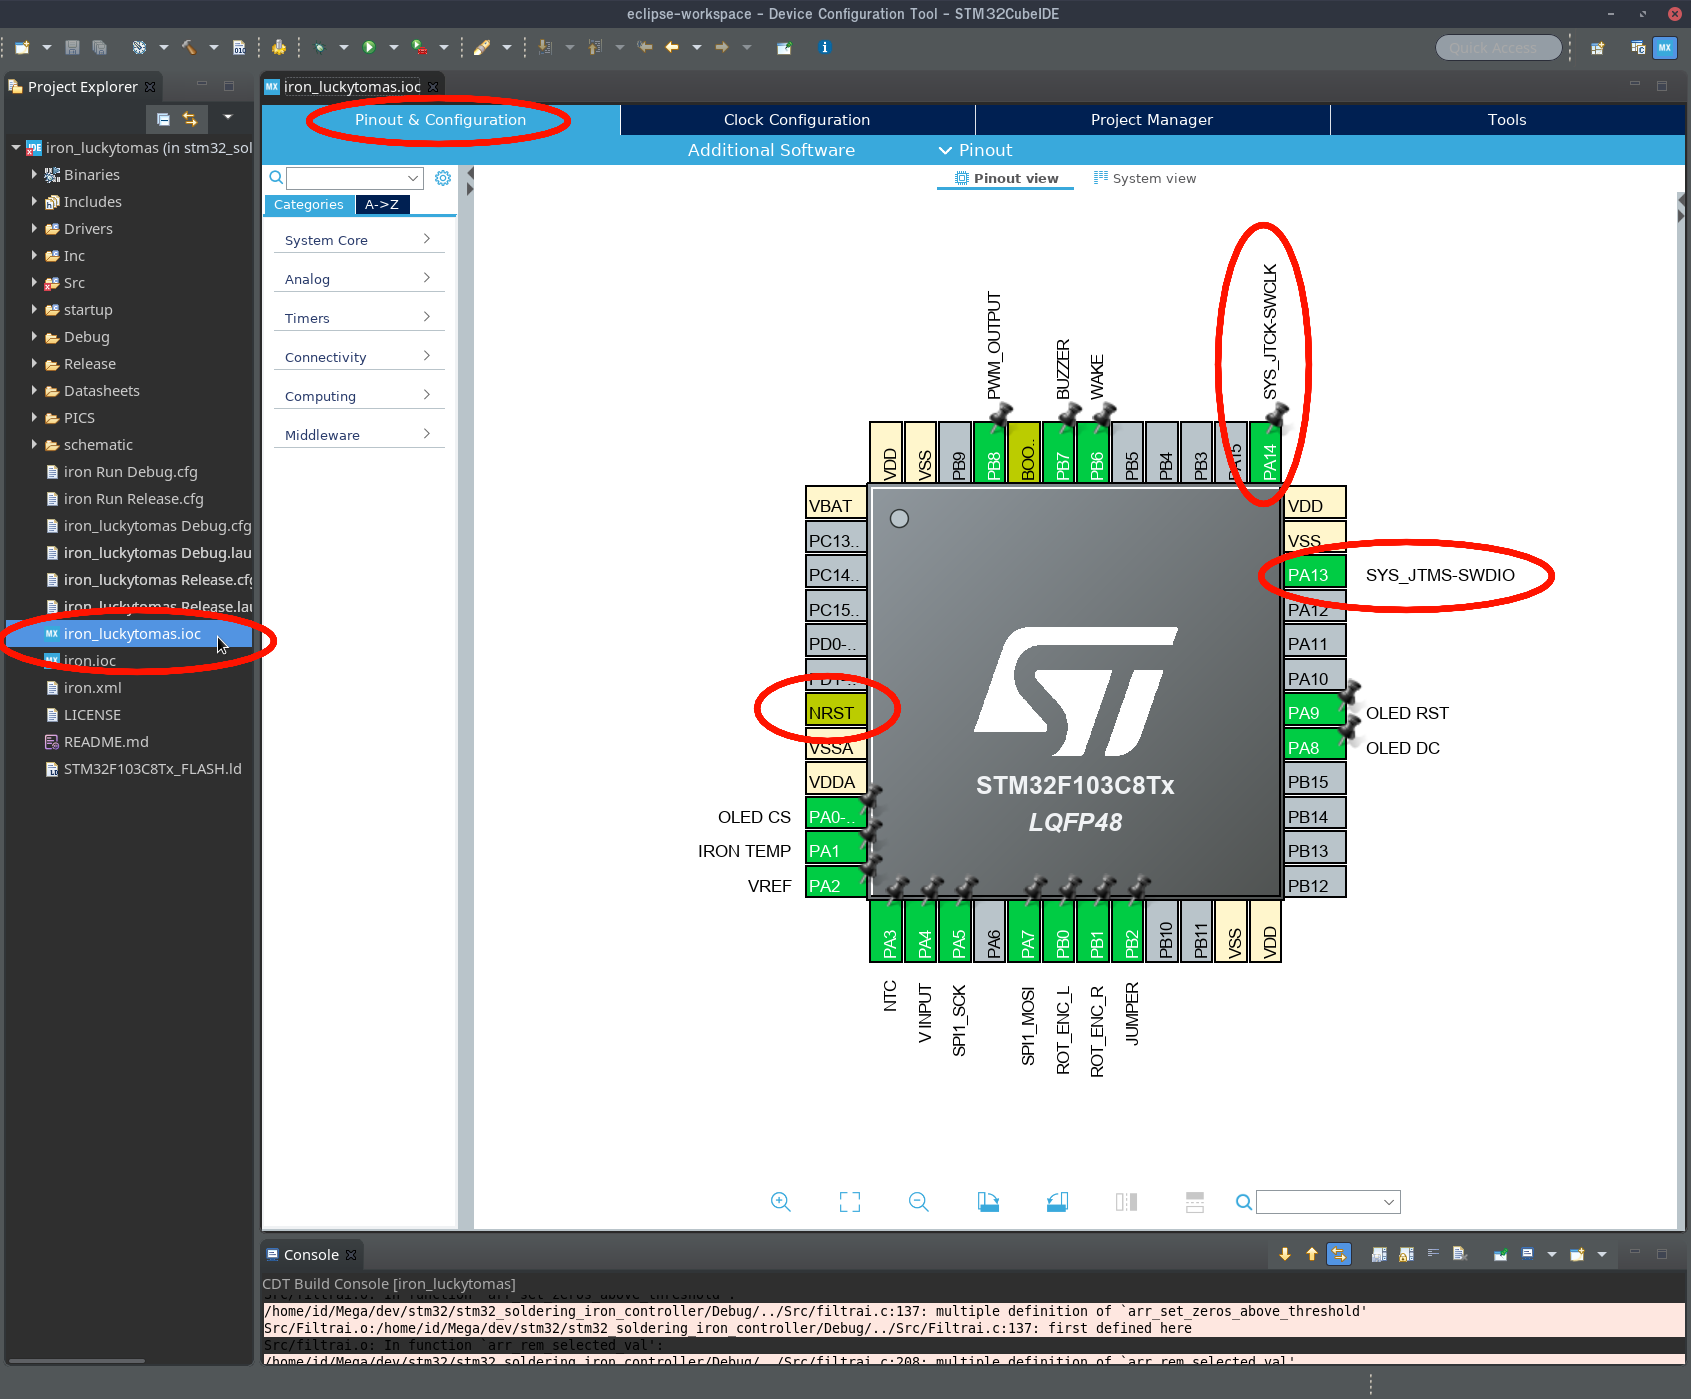 eclipse-workspace - Device Configuration Tool - STM32CubeIDE
Quick Access
Project Explorer
iron_luckytomas (in stm32_sol
Binaries
Includes
Drivers
Inc
Src
startup
Debug
Release
Datasheets
PICS
schematic
iron Run Debug.cfg
iron Run Release.cfg
iron_luckytomas Debug.cfg
iron_luckytomas Debug.lau
iron_luckytomas Release.cfg
iron_luckytomas Release.lau
iron_luckytomas.ioc
iron.ioc
iron.xml
LICENSE
README.md
STM32F103C8Tx_FLASH.ld
iron_luckytomas.ioc
Pinout & Configuration
Clock Configuration
Project Manager
Tools
Additional Software
Pinout
Pinout view
System view
Categories
A->Z
System Core
Analog
Timers
Connectivity
Computing
Middleware
PWM_OUTPUT
BUZZER
WAKE
SYS_JTCK-SWCLK
VDD
VSS
PB9
PB8
BOO..
PB7
PB6
PB5
PB4
PB3
PA15
PA14
VBAT
PC13..
PC14..
PC15..
PD0-..
PD1-..
NRST
VSSA
VDDA
OLED CS
PA0-..
IRON TEMP
PA1
VREF
PA2
VDD
VSS
PA13
SYS_JTMS-SWDIO
PA12
PA11
PA10
PA9
OLED RST
PA8
OLED DC
PB15
PB14
PB13
PB12
STM32F103C8Tx
LQFP48
PA3
PA4
PA5
PA6
PA7
PB0
PB1
PB2
PB10
PB11
VSS
VDD
NTC
V INPUT
SPI1_SCK
SPI1_MOSI
ROT_ENC_L
ROT_ENC_R
JUMPER
Console
CDT Build Console [iron_luckytomas]
Src/filtrai.o: In function `arr_set_zeros_above_threshold':
/home/id/Mega/dev/stm32/stm32_soldering_iron_controller/Debug/../Src/filtrai.c:137: multiple definition of `arr_set_zeros_above_threshold'
Src/Filtrai.o:/home/id/Mega/dev/stm32/stm32_soldering_iron_controller/Debug/../Src/Filtrai.c:137: first defined here
Src/filtrai.o: In function `arr_rem_selected_val':
/home/id/Mega/dev/stm32/stm32_soldering_iron_controller/Debug/../Src/filtrai.c:208: multiple definition of `arr_rem_selected_val'